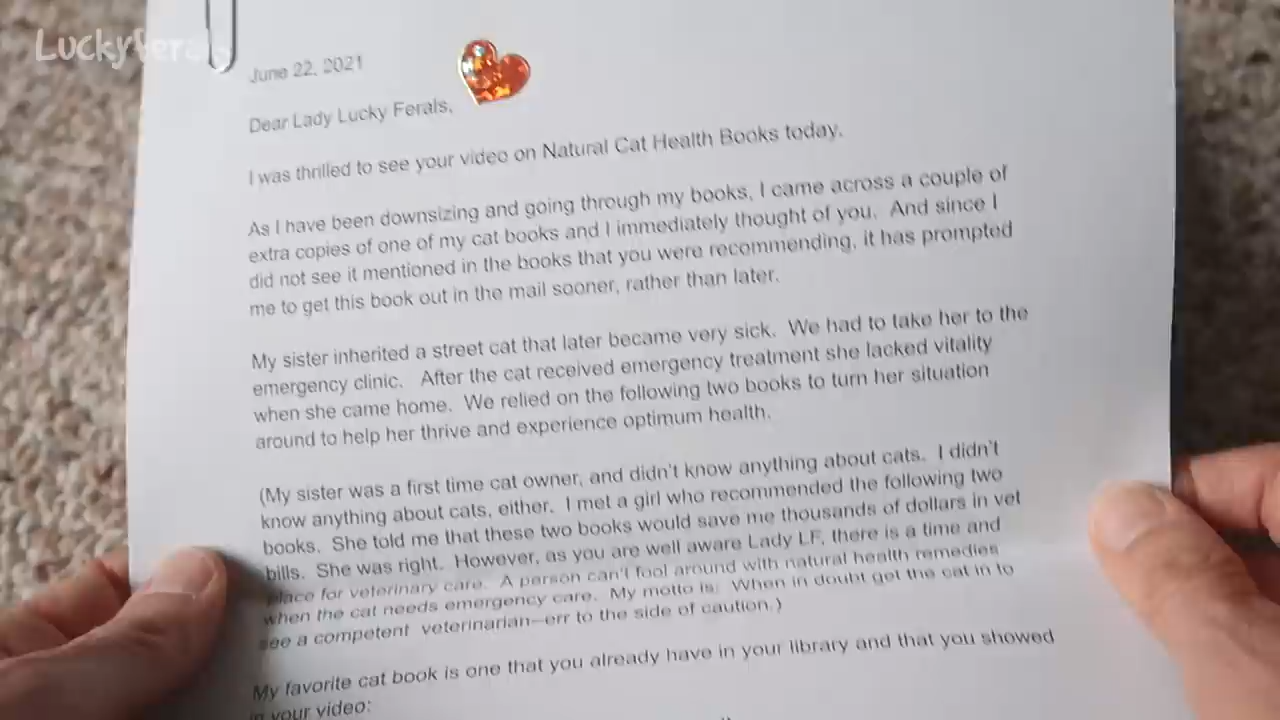 LuckyFerals
June 22, 2021
Dear Lady Lucky Ferals,
I was thrilled to see your video on Natural Cat Health Books today.
As I have been downsizing and going through my books, I came across a couple of
extra copies of one of my cat books and I immediately thought of you. And since I
did not see it mentioned in the books that you were recommending, it has prompted
me to get this book out in the mail sooner, rather than later.
My sister inherited a street cat that later became very sick. We had to take her to the
emergency clinic. After the cat received emergency treatment she lacked vitality
when she came home. We relied on the following two books to turn her situation
around to help her thrive and experience optimum health.
(My sister was a first time cat owner, and didn't know anything about cats. I didn't
know anything about cats, either. I met a girl who recommended the following two
books. She told me that these two books would save me thousands of dollars in vet
bills. She was right. However, as you are well aware Lady LF, there is a time and
place for veterinary care. A person can't fool around with natural health remedies
when the cat needs emergency care. My motto is: When in doubt get the cat in to
see a competent veterinarian—err to the side of caution.)
My favorite cat book is one that you already have in your library and that you showed
in your video: